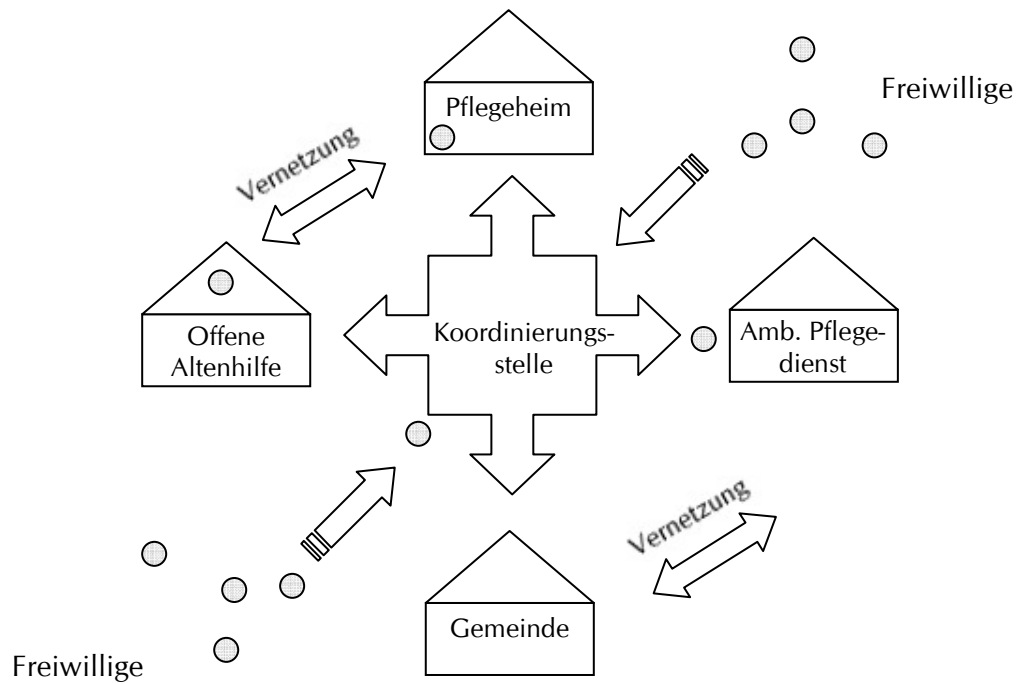 Pflegeheim
Freiwillige
Vernetzung
Offene
Altenhilfe
Koordinierungs-
stelle
Amb. Pflege-
dienst
Vernetzung
Gemeinde
Freiwillige